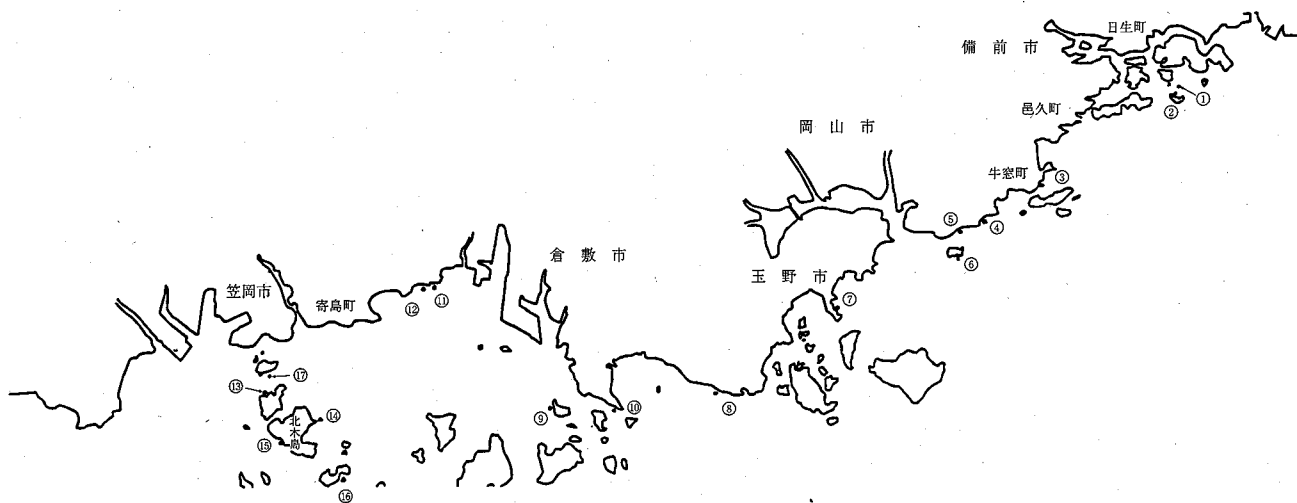 日生町
備前市
①
②
邑久町
岡山市
牛窓町
③
⑤
④
⑥
倉敷市
玉野市
笠岡市
寄島町
⑫
⑪
⑦
⑰
⑬
⑭
北木島
⑮
⑨
⑩
⑧
⑯